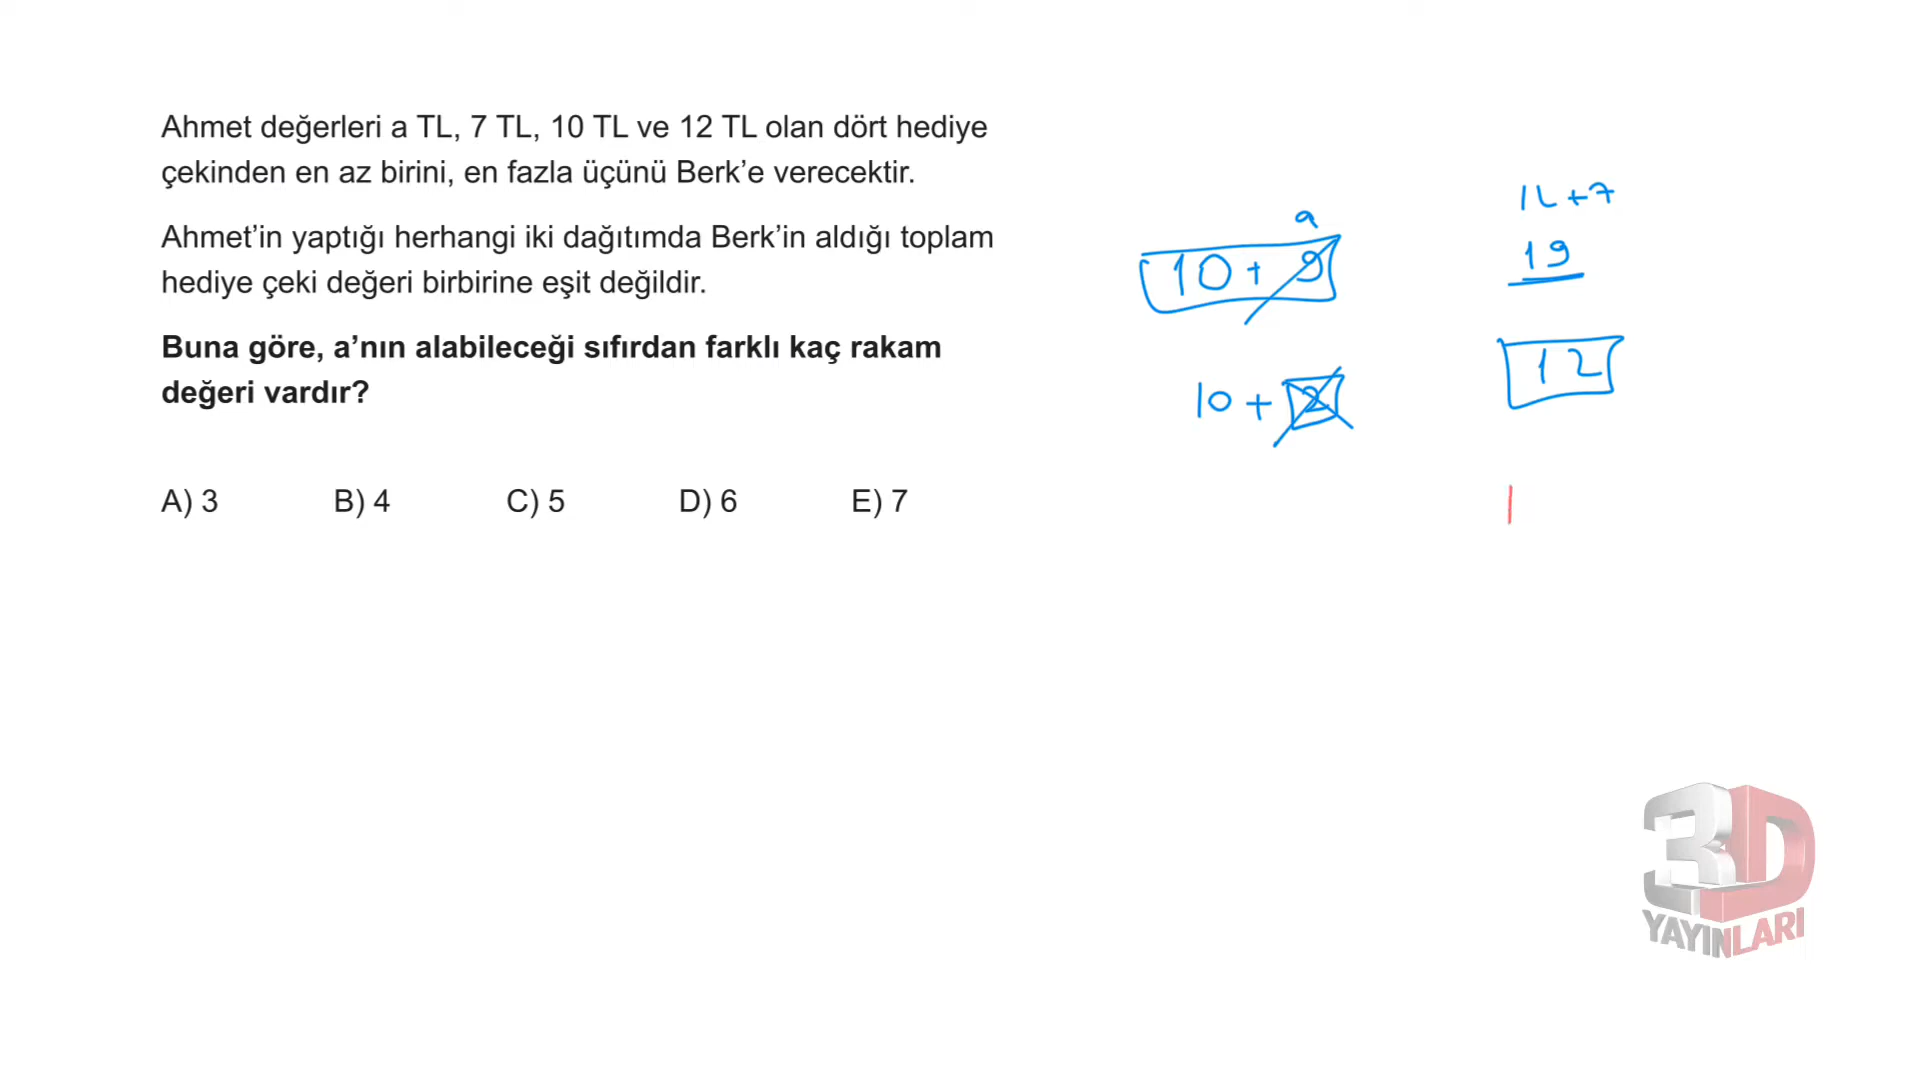 Ahmet değerleri a TL, 7 TL, 10 TL ve 12 TL olan dört hediye
çekinden en az birini, en fazla üçünü Berk’e verecektir.
Ahmet’in yaptığı herhangi iki dağıtımda Berk’in aldığı toplam
hediye çeki değeri birbirine eşit değildir.
Buna göre, a’nın alabileceği sıfırdan farklı kaç rakam
değeri vardır?
A) 3 B) 4 C) 5 D) 6 E) 7
12+7
a
10+9
19
12
10+2
3D
YAYINLARI